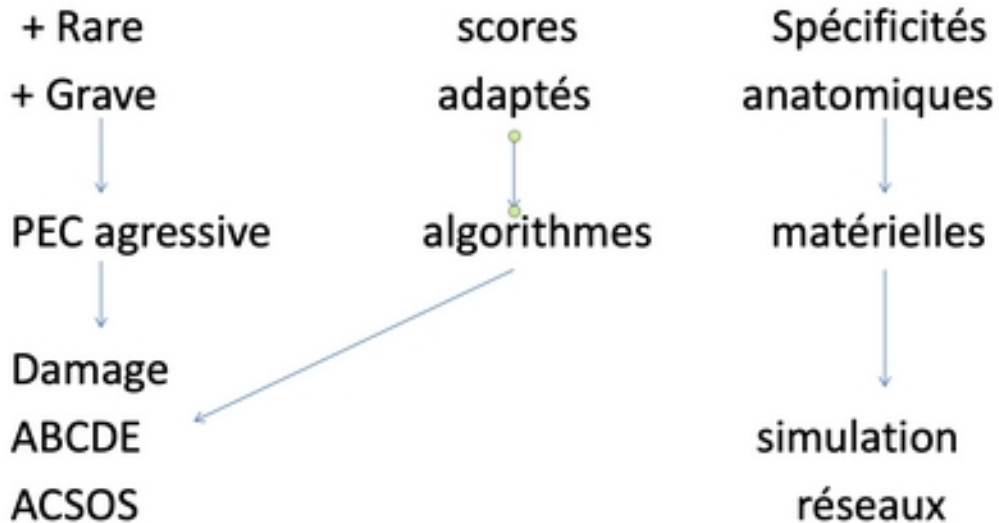 + Rare
+ Grave
PEC agressive
Damage
ABCDE
ACSOS
scores
adaptés
algorithmes
Spécificités
anatomiques
matérielles
simulation
réseaux